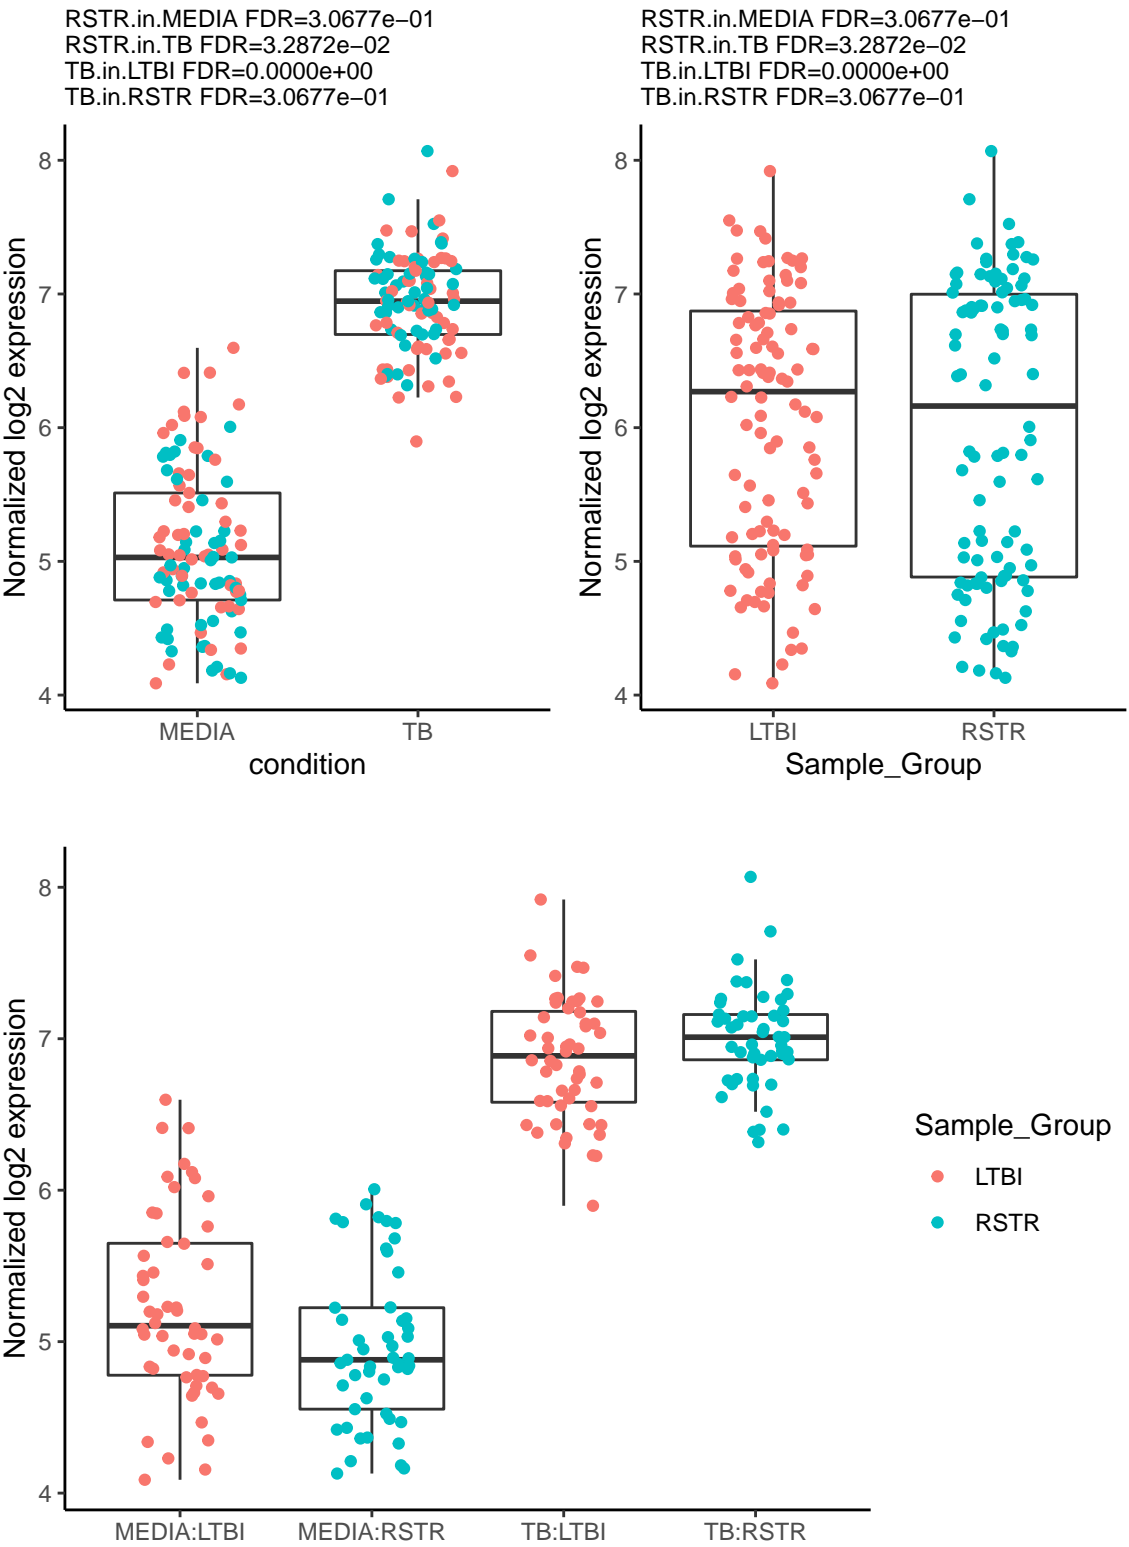 RSTR.in.MEDIA FDR=3.0677e−01
RSTR.in.TB FDR=3.2872e−02
TB.in.LTBI FDR=0.0000e+00
TB.in.RSTR FDR=3.0677e−01
Normalized log2 expression
8
7
6
5
4
MEDIA TB
condition
RSTR.in.MEDIA FDR=3.0677e−01
RSTR.in.TB FDR=3.2872e−02
TB.in.LTBI FDR=0.0000e+00
TB.in.RSTR FDR=3.0677e−01
Normalized log2 expression
8
7
6
5
4
LTBI RSTR
Sample_Group
Normalized log2 expression
8
7
6
5
4
MEDIA:LTBI MEDIA:RSTR TB:LTBI TB:RSTR
Sample_Group
LTBI
RSTR